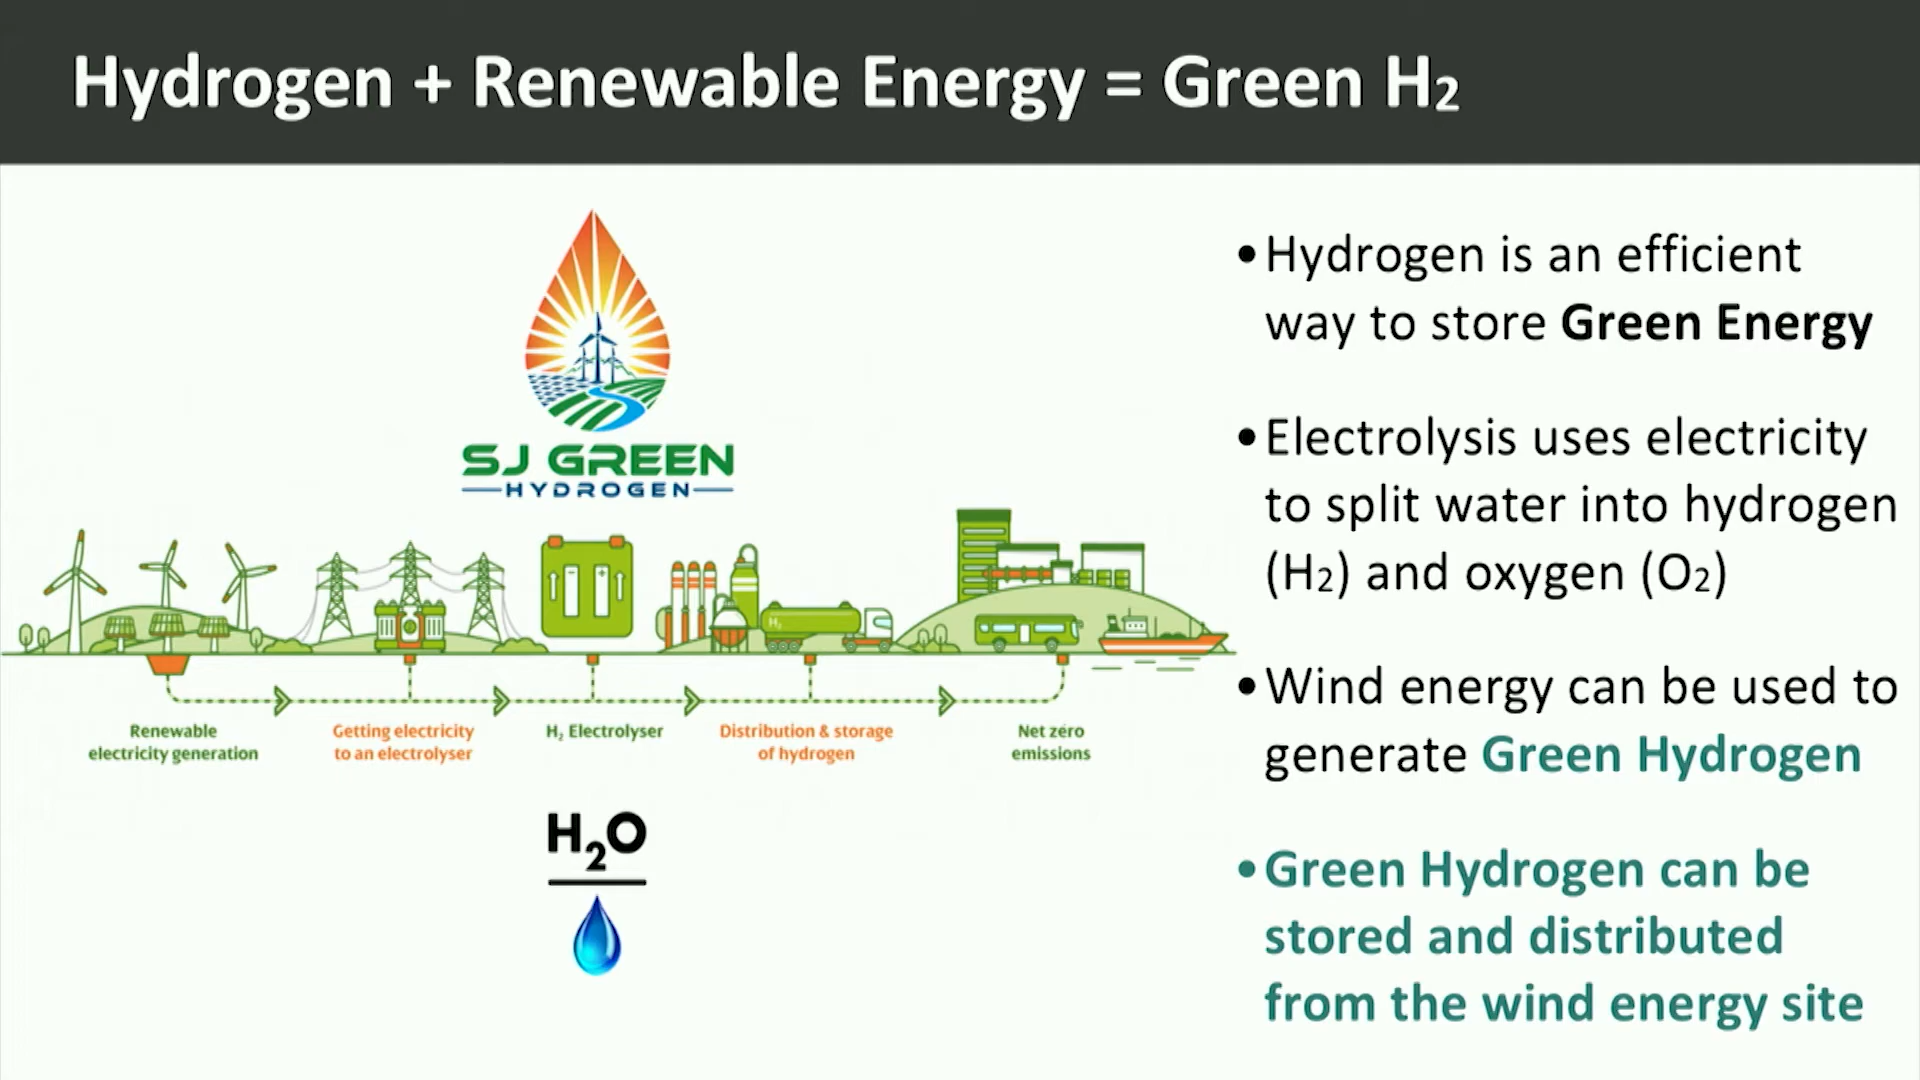 Hydrogen + Renewable Energy = Green H₂
SJ GREEN
HYDROGEN
H₂
Renewable
electricity generation
Getting electricity
to an electrolyser
H₂ Electrolyser
Distribution & storage
of hydrogen
Net zero
emissions
H₂O
•Hydrogen is an efficient
way to store Green Energy
•Electrolysis uses electricity
to split water into hydrogen
(H₂) and oxygen (O₂)
•Wind energy can be used to
generate Green Hydrogen
•Green Hydrogen can be
stored and distributed
from the wind energy site